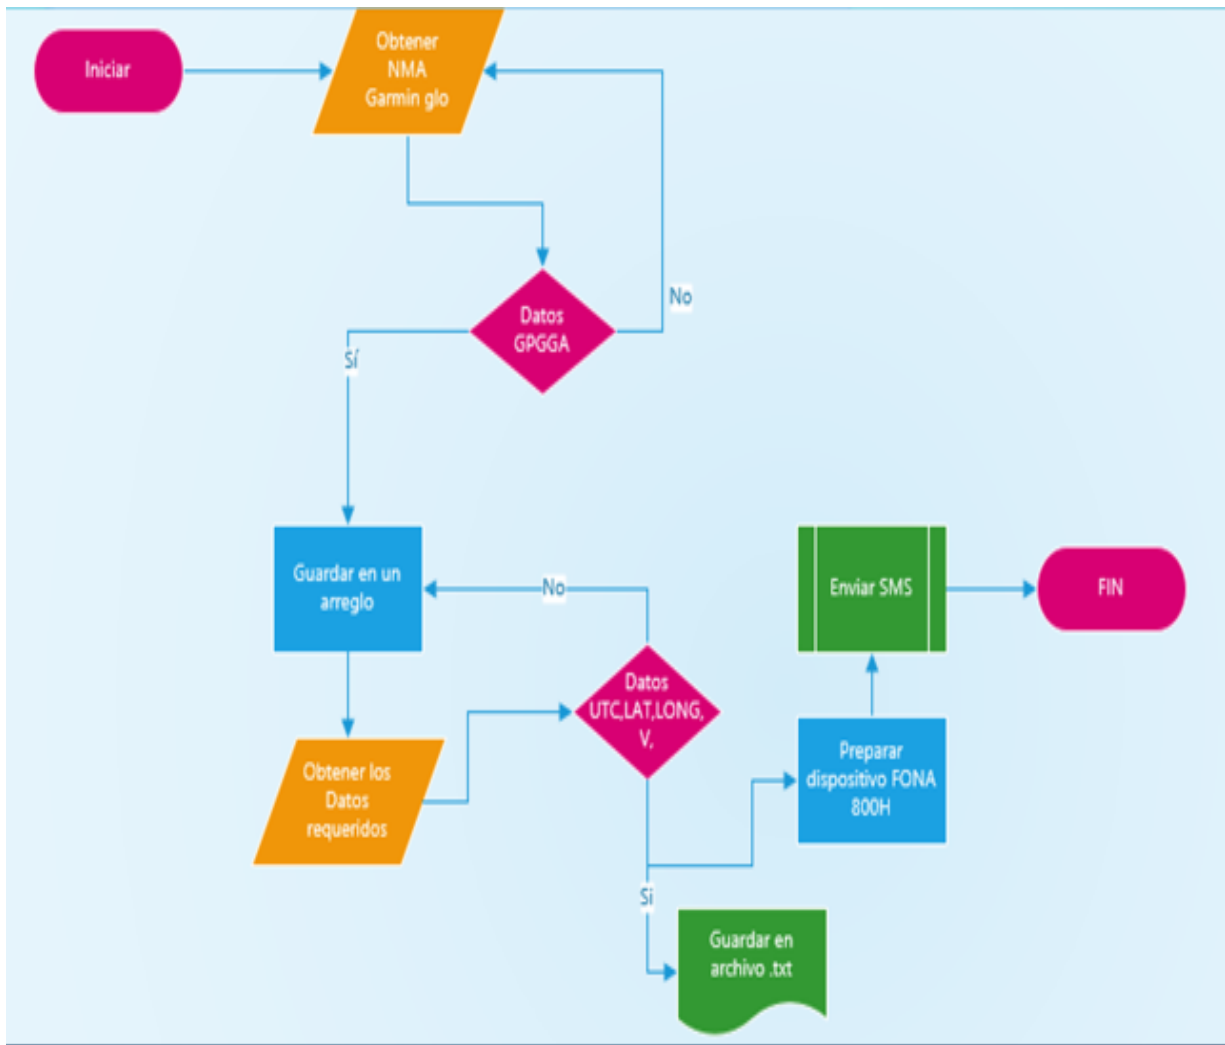 Iniciar
Obtener
NMA
Garmin glo
No
Datos
GPGGA
Sí
Guardar en un
arreglo
No
Enviar SMS
FIN
Datos
UTC,LAT,LONG,
V,
Obtener los
Datos
requeridos
Preparar
dispositivo FONA
800H
Si
Guardar en
archivo .txt